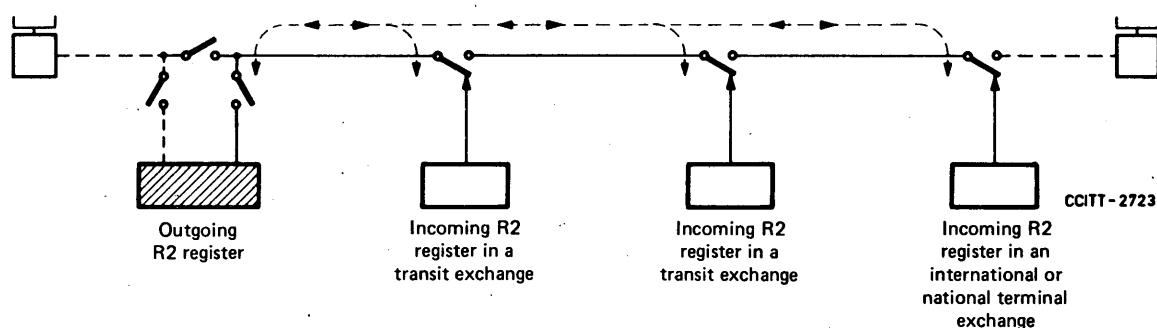 CCITT-2723
Outgoing
R2 register
Incoming R2
register in a
transit exchange
Incoming R2
register in a
transit exchange
Incoming R2
register in an
international or
national terminal
exchange